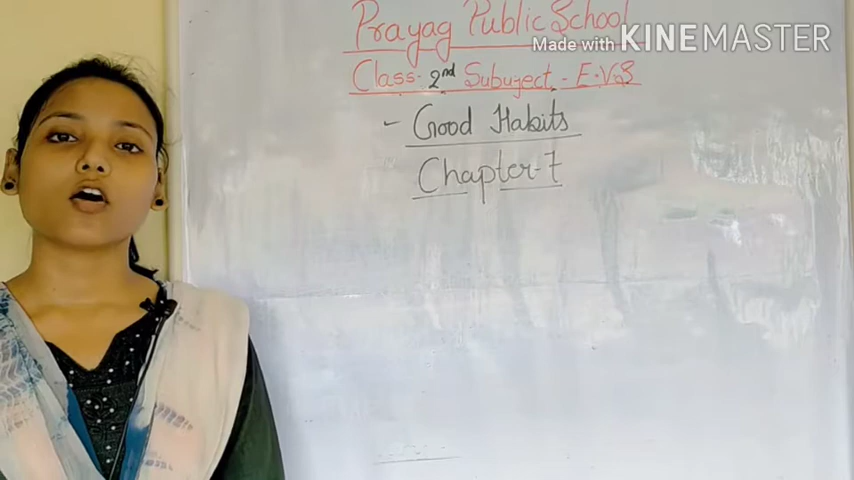 Prayag Public School
Made with KINEMASTER
Class- 2nd Subuject - E.V.S
- Good Habits
Chapter-7